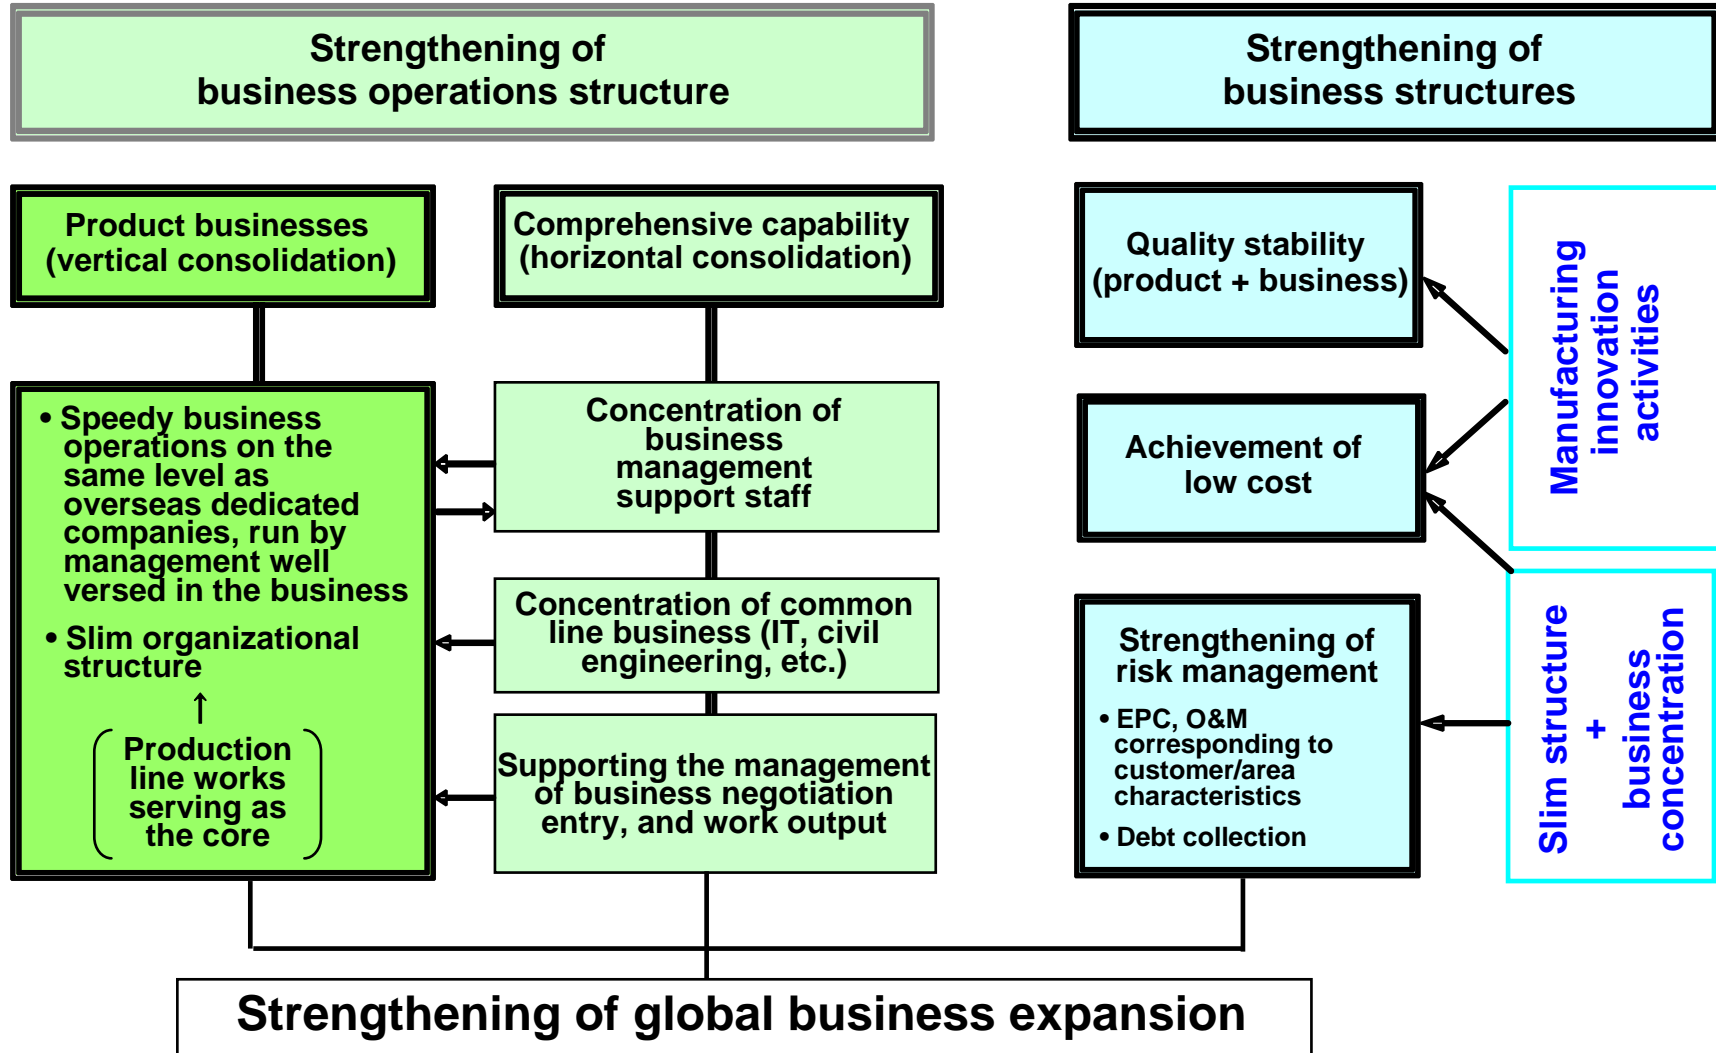 Strengthening of
business operations structure
Strengthening of
business structures
Product businesses
(vertical consolidation)
Comprehensive capability
(horizontal consolidation)
Quality stability
(product + business)
Manufacturing
innovation
activities
• Speedy business
operations on the
same level as
overseas dedicated
companies, run by
management well
versed in the business
• Slim organizational
structure
↑
Production
line works
serving as
the core
Concentration of
business
management
support staff
Concentration of common
line business (IT, civil
engineering, etc.)
Supporting the management
of business negotiation
entry, and work output
Achievement of
low cost
Strengthening of
risk management
• EPC, O&M
corresponding to
customer/area
characteristics
• Debt collection
Slim structure
+
business
concentration
Strengthening of global business expansion